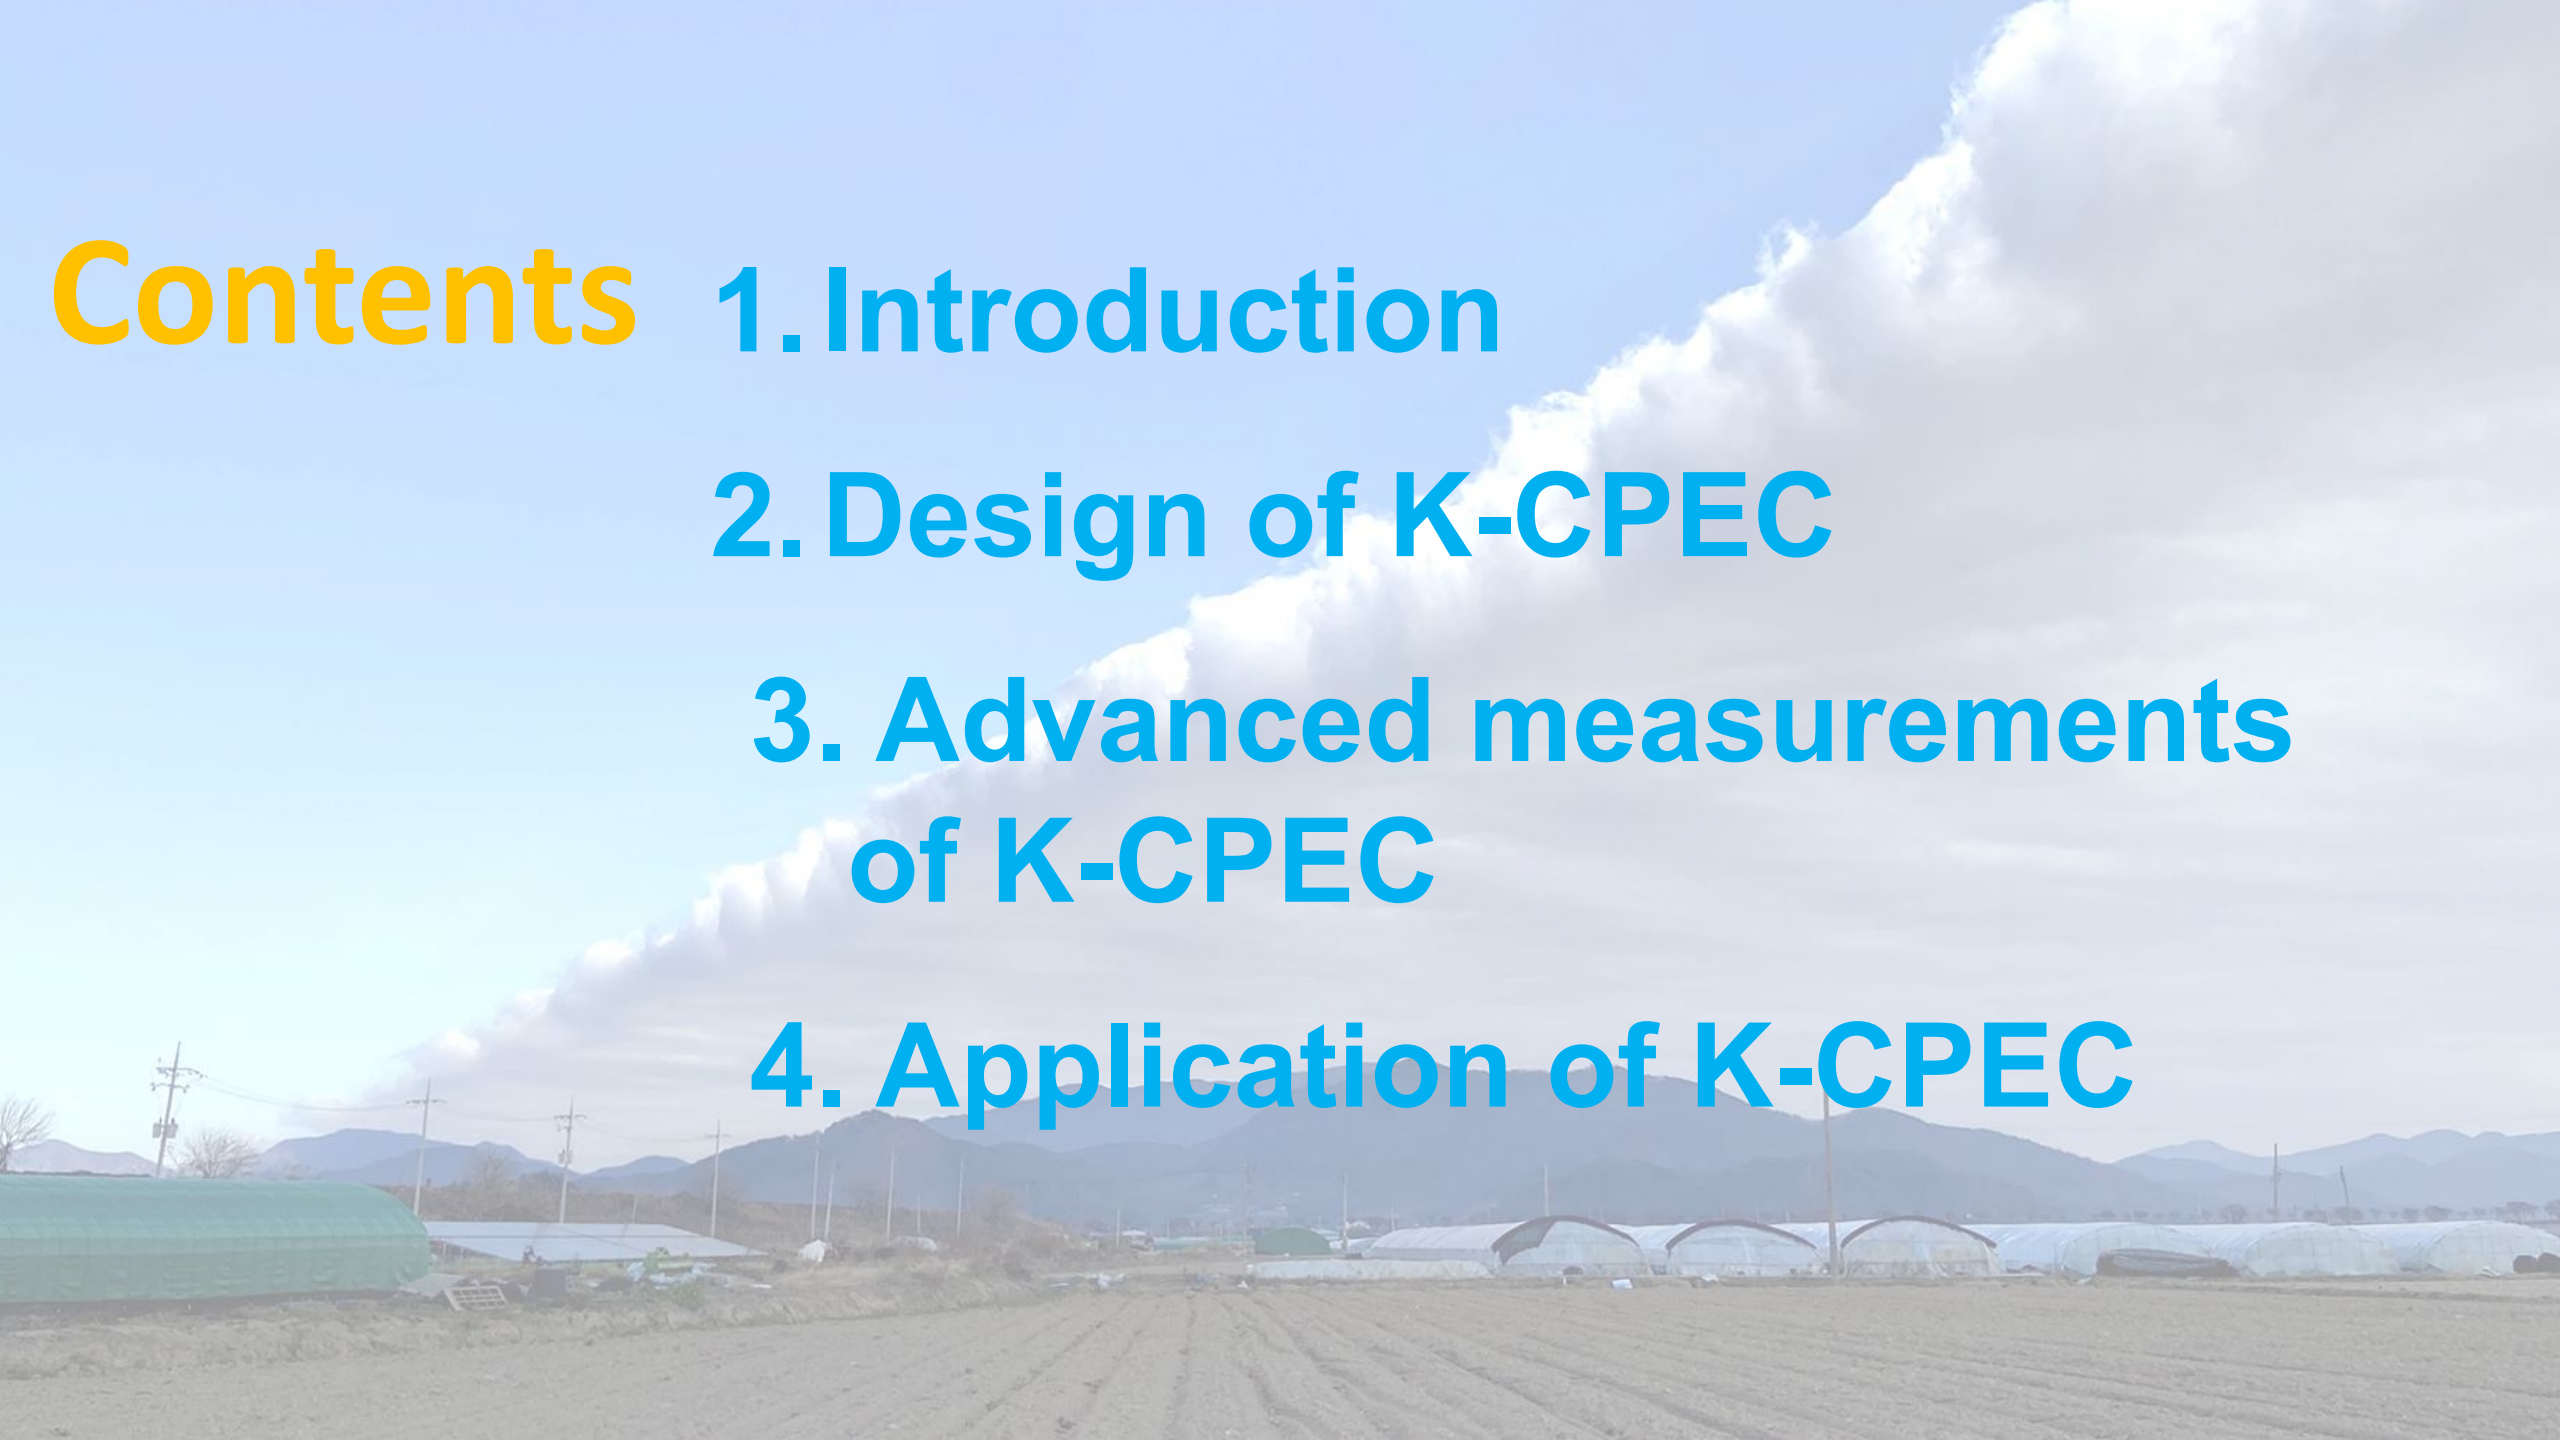 Contents
1. Introduction
2. Design of K-CPEC
3. Advanced measurements
of K-CPEC
4. Application of K-CPEC